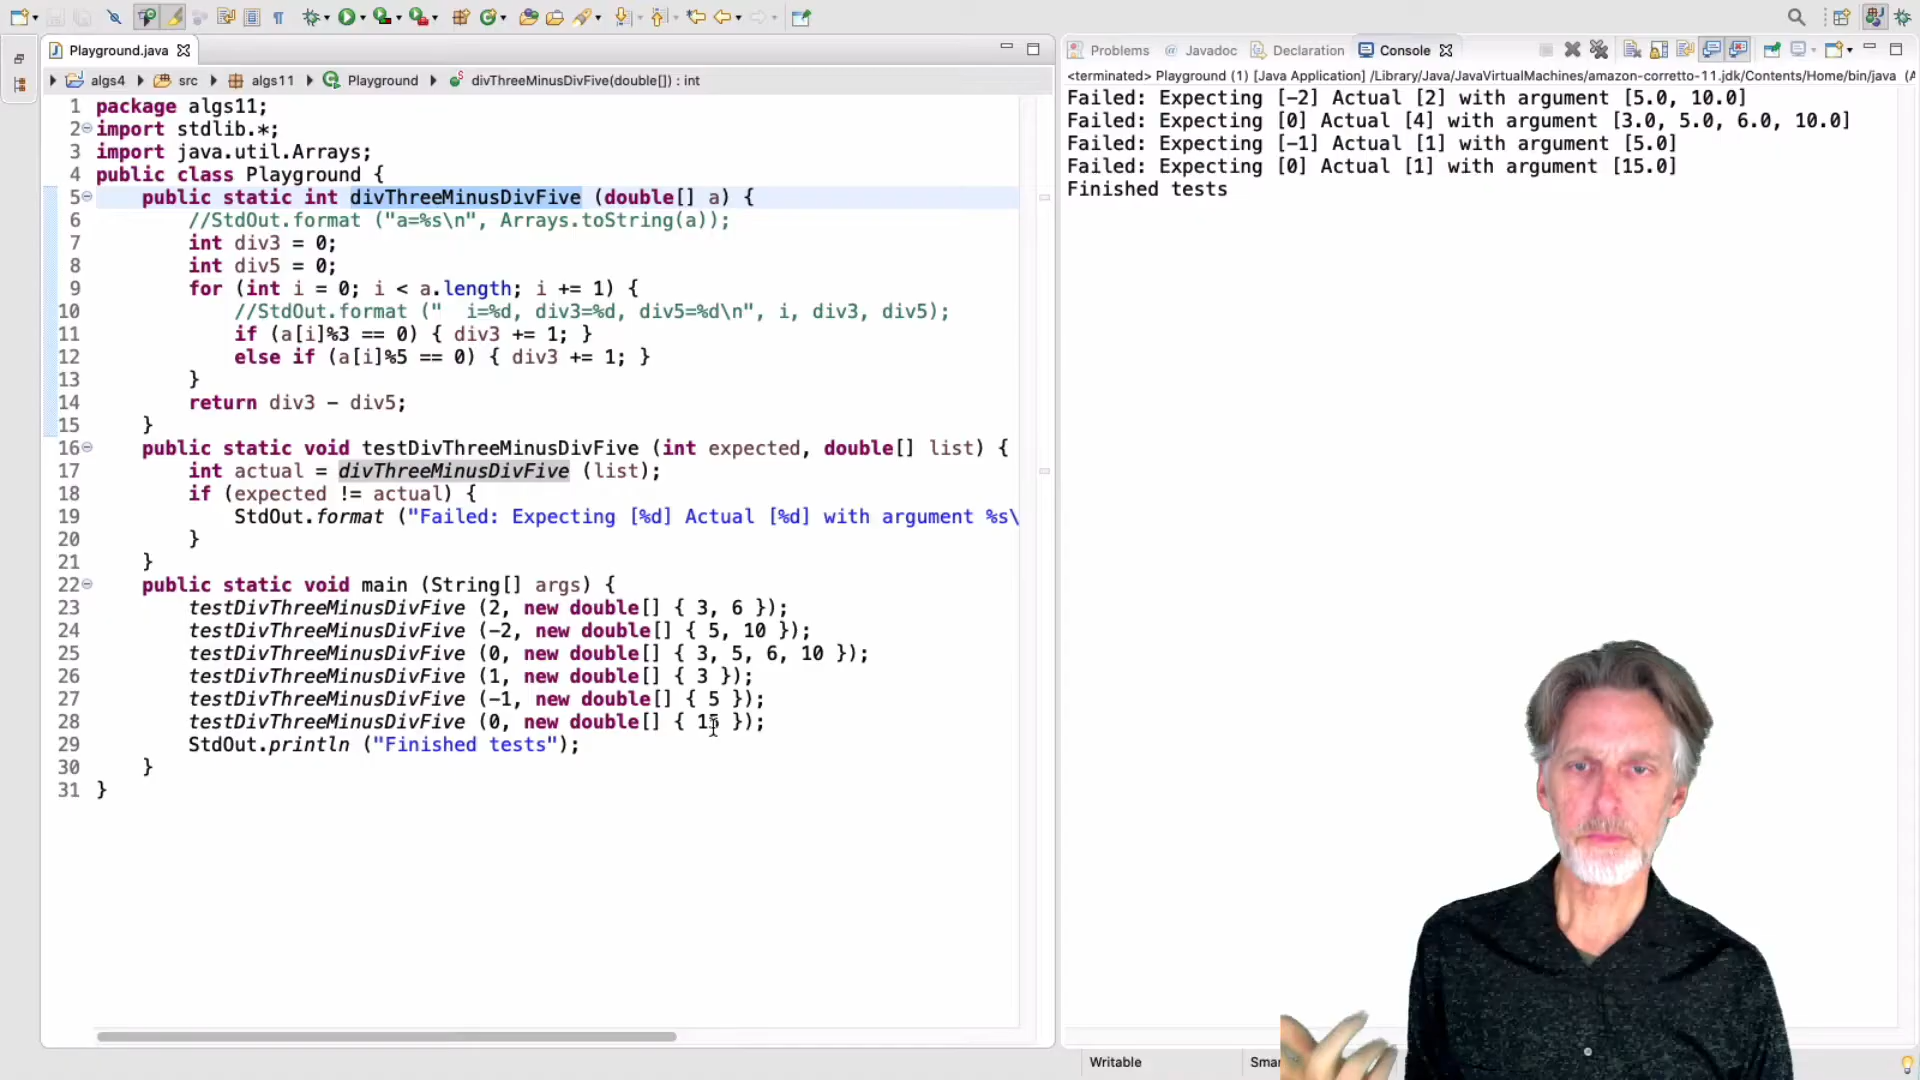 Playground.java
algs4 src algs11 Playground divThreeMinusDivFive(double[]) : int
1 package algs11;
2 import stdlib.*;
3 import java.util.Arrays;
4 public class Playground {
5 public static int divThreeMinusDivFive (double[] a) {
6 //StdOut.format ("a=%s\n", Arrays.toString(a));
7 int div3 = 0;
8 int div5 = 0;
9 for (int i = 0; i < a.length; i += 1) {
10 //StdOut.format ("  i=%d, div3=%d, div5=%d\n", i, div3, div5);
11 if (a[i]%3 == 0) { div3 += 1; }
12 else if (a[i]%5 == 0) { div3 += 1; }
13 }
14 return div3 - div5;
15 }
16 public static void testDivThreeMinusDivFive (int expected, double[] list) {
17 int actual = divThreeMinusDivFive (list);
18 if (expected != actual) {
19 StdOut.format ("Failed: Expecting [%d] Actual [%d] with argument %s\
20 }
21 }
22 public static void main (String[] args) {
23 testDivThreeMinusDivFive (2, new double[] { 3, 6 });
24 testDivThreeMinusDivFive (-2, new double[] { 5, 10 });
25 testDivThreeMinusDivFive (0, new double[] { 3, 5, 6, 10 });
26 testDivThreeMinusDivFive (1, new double[] { 3 });
27 testDivThreeMinusDivFive (-1, new double[] { 5 });
28 testDivThreeMinusDivFive (0, new double[] { 15 });
29 StdOut.println ("Finished tests");
30 }
31 }
Problems Javadoc Declaration Console
<terminated> Playground (1) [Java Application] /Library/Java/JavaVirtualMachines/amazon-corretto-11.jdk/Contents/Home/bin/java (A
Failed: Expecting [-2] Actual [2] with argument [5.0, 10.0]
Failed: Expecting [0] Actual [4] with argument [3.0, 5.0, 6.0, 10.0]
Failed: Expecting [-1] Actual [1] with argument [5.0]
Failed: Expecting [0] Actual [1] with argument [15.0]
Finished tests
Writable
Smar